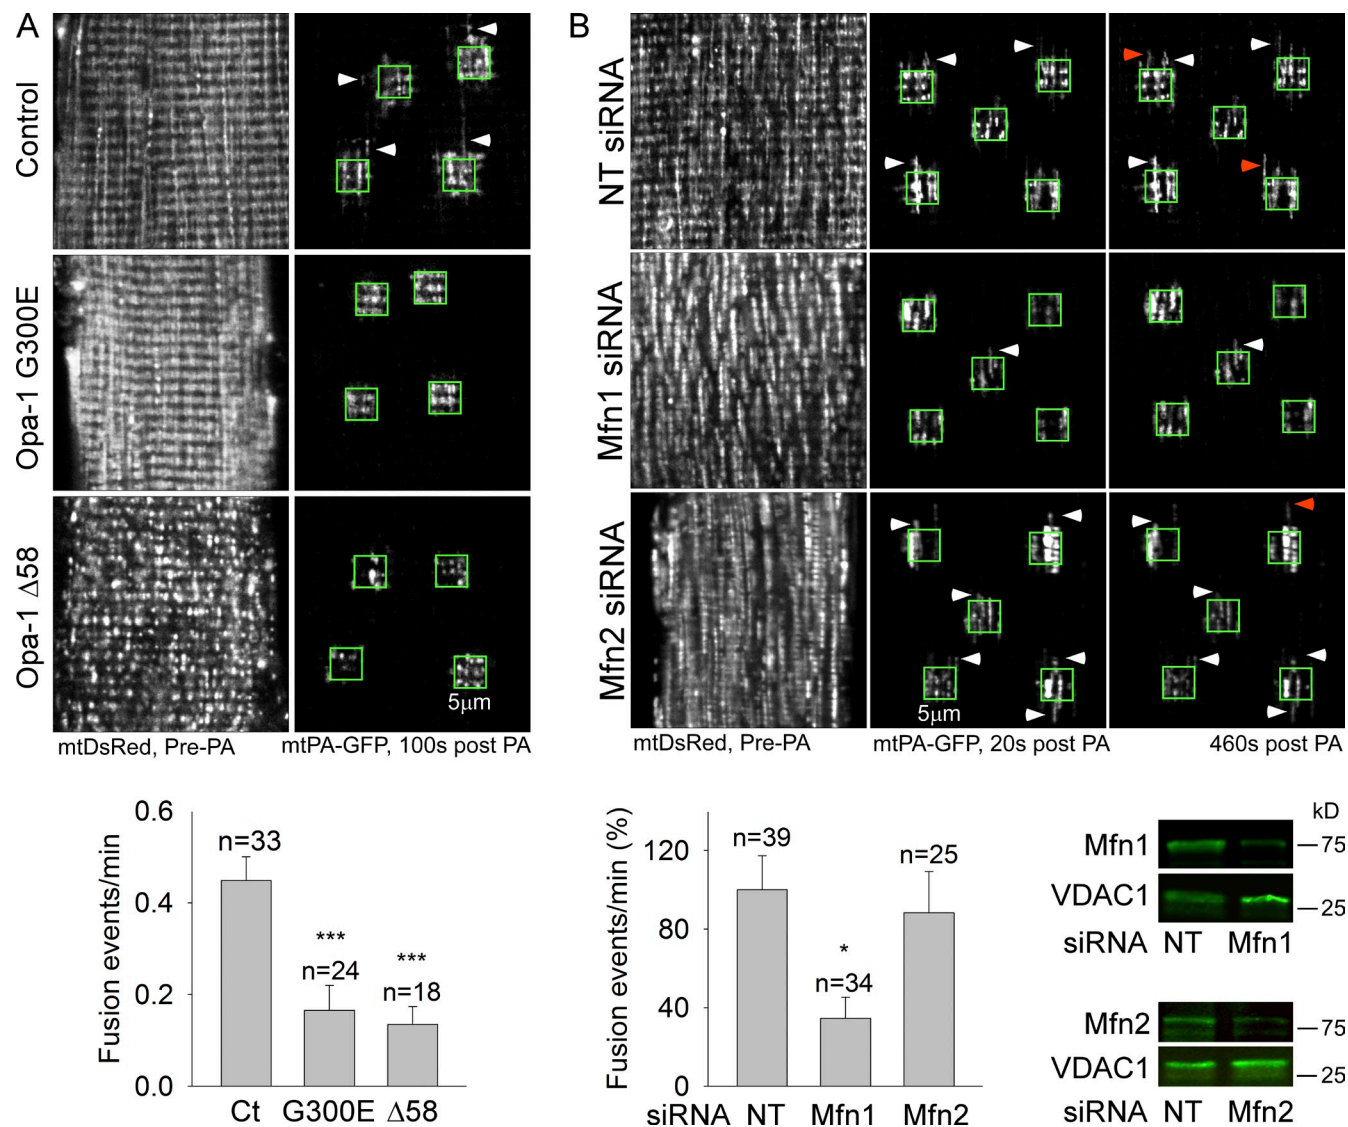 A
Control
Opa-1 G300E
Opa-1 Δ58
5μm
mtDsRed, Pre-PA
mtPA-GFP, 100s post PA
0.6
0.4
0.2
0.0
Fusion events/min
n=33
***
n=24
***
n=18
Ct
G300E
Δ58
B
NT siRNA
Mfn1 siRNA
Mfn2 siRNA
5μm
mtDsRed, Pre-PA
mtPA-GFP, 20s post PA
460s post PA
Fusion events/min (%)
120
80
40
0
n=39
*
n=34
n=25
siRNA NT Mfn1 Mfn2
kD
Mfn1
75
VDAC1
25
siRNA NT Mfn1
Mfn2
75
VDAC1
25
siRNA NT Mfn2